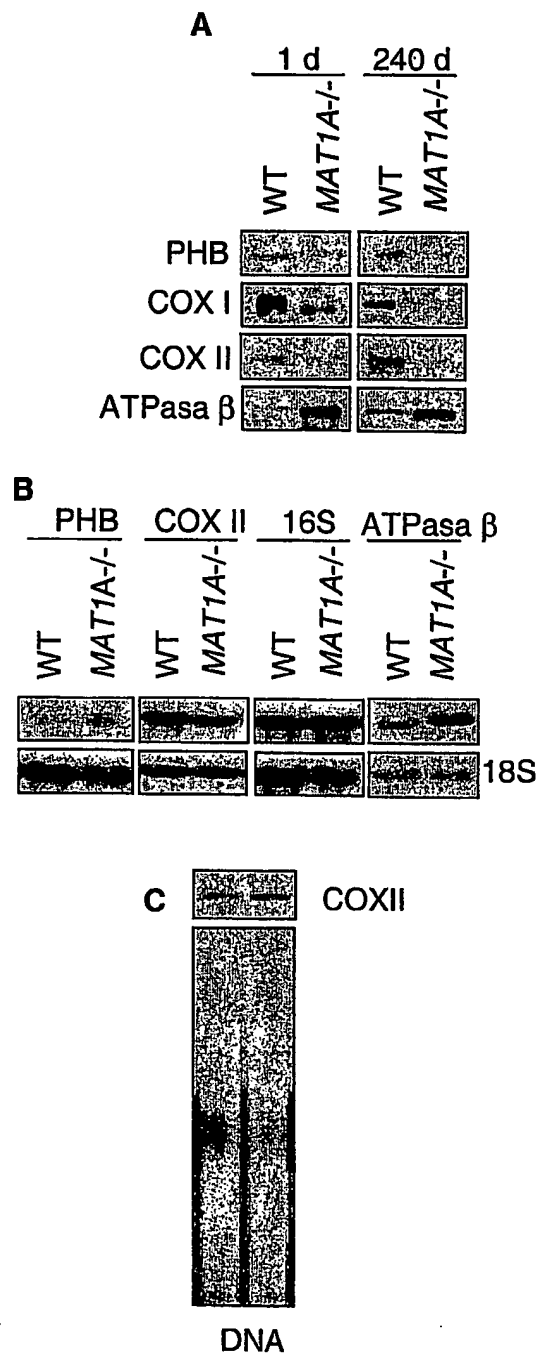 A
1 d 240 d
WT MAT1A-/- WT MAT1A-/-
PHB
COX I
COX II
ATPasa β
B
PHB COX II 16S ATPasa β
WT MAT1A-/- WT MAT1A-/- WT MAT1A-/- WT MAT1A-/-
18S
C COXII
DNA